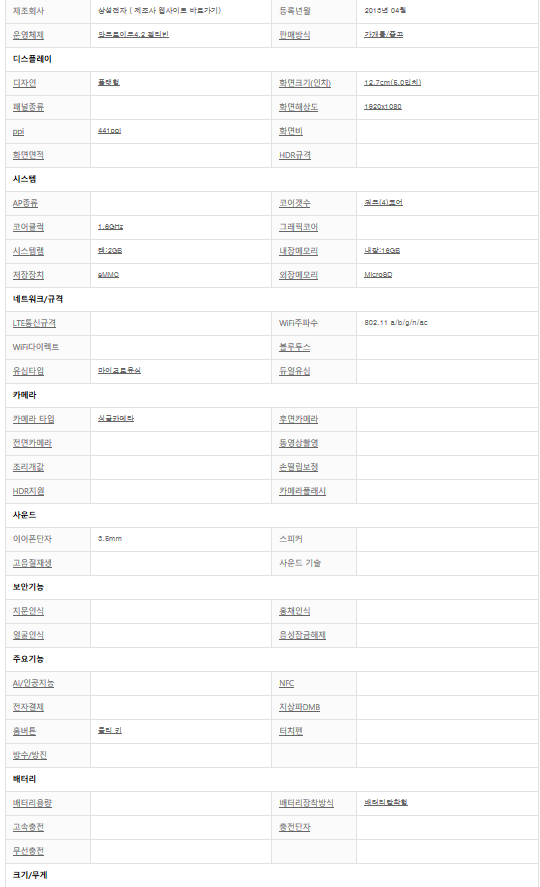 제조회사 삼성전자 ( 제조사 웹사이트 바로가기) 등록년월 2013년 04월
운영체제 안드로이드4.2 젤리빈 판매방식 가개통/중고
디스플레이
디자인 플랫형 화면크기(인치) 12.7cm(5.0인치)
패널종류 화면해상도 1920x1080
ppi 441ppi 화면비
화면면적 HDR규격
시스템
AP종류 코어갯수 쿼드(4)코어
코어클럭 1.6GHz 그래픽코어
시스템램 램:2GB 내장메모리 내장:16GB
저장장치 eMMC 외장메모리 MicroSD
네트워크/규격
LTE통신규격 WiFi주파수 802.11 a/b/g/n/ac
WiFi다이렉트 블루투스
유심타입 마이크로유심 듀얼유심
카메라
카메라 타입 싱글카메라 후면카메라
전면카메라 동영상촬영
조리개값 손떨림보정
HDR지원 카메라플래시
사운드
이어폰단자 3.5mm 스피커
고음질재생 사운드 기술
보안기능
지문인식 홍채인식
얼굴인식 음성잠금해제
주요기능
AI/인공지능 NFC
전자결제 지상파DMB
홈버튼 물리 키 터치펜
방수/방진
배터리
배터리용량 배터리장착방식 배터리탈착형
고속충전 충전단자
무선충전
크기/무게